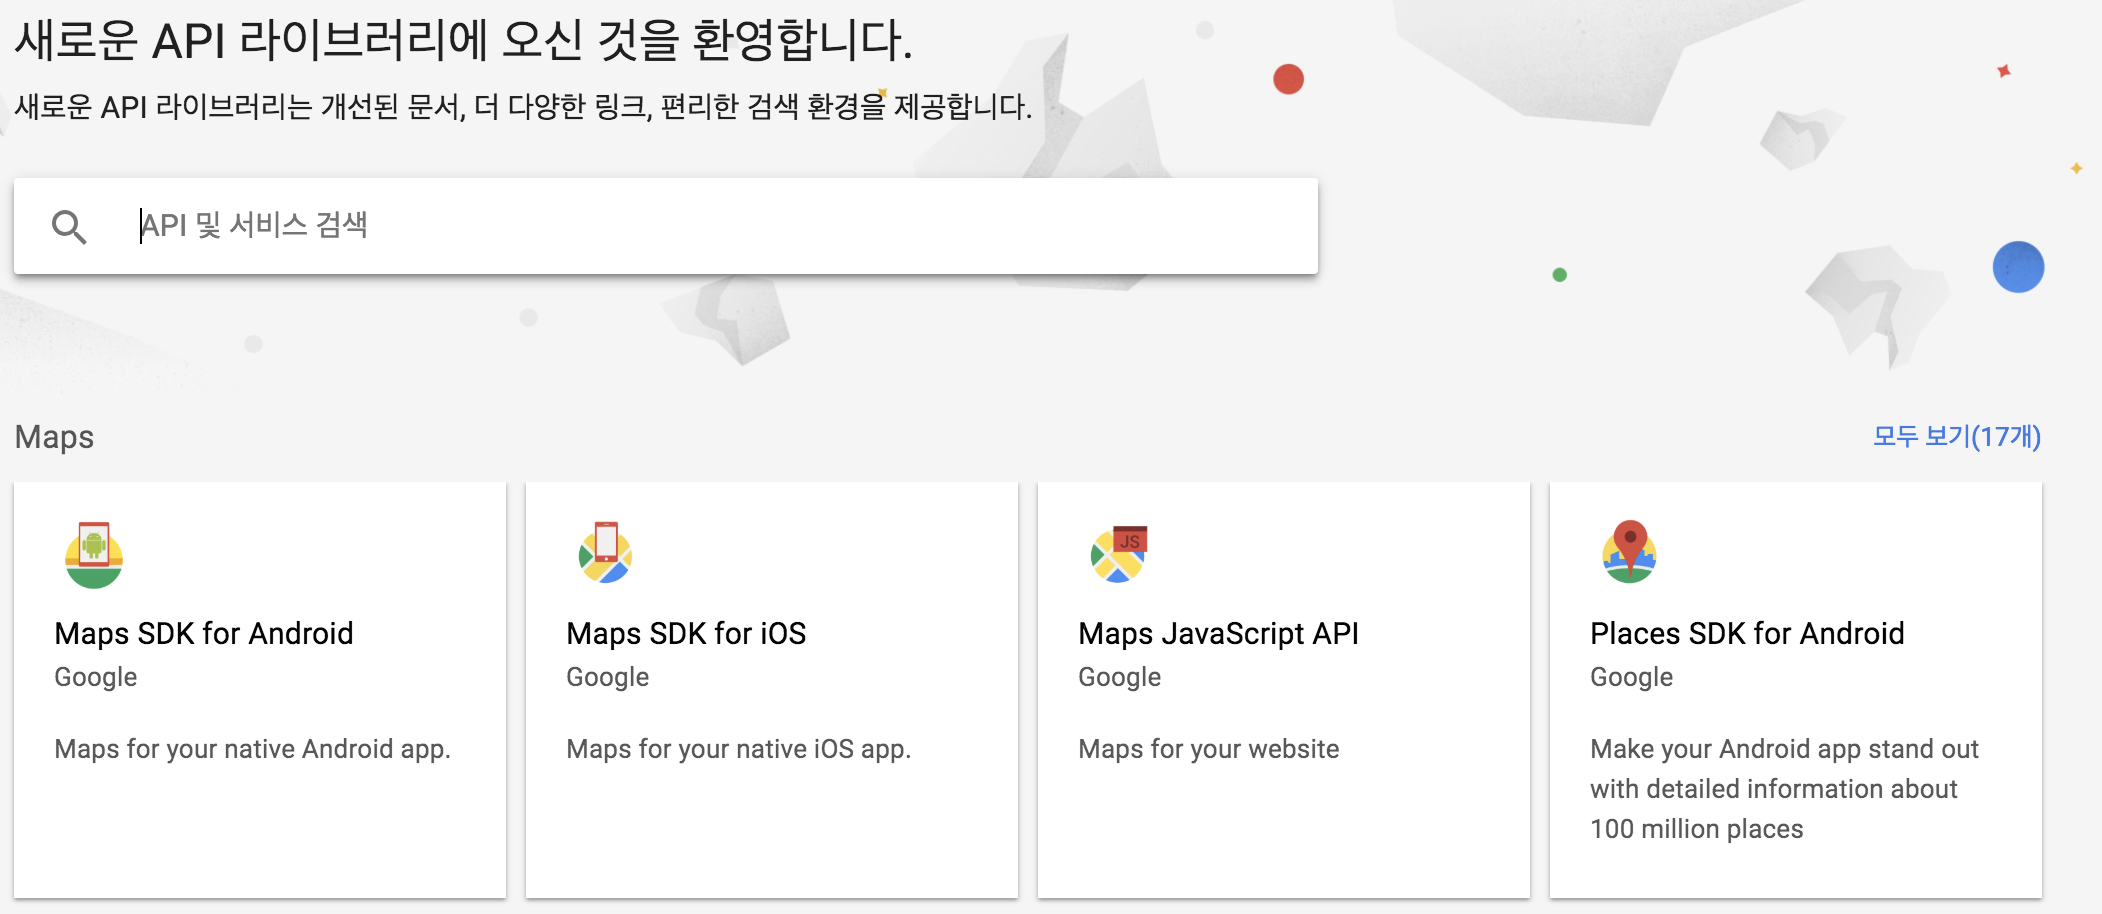 새로운 API 라이브러리에 오신 것을 환영합니다.
새로운 API 라이브러리는 개선된 문서, 더 다양한 링크, 편리한 검색 환경을 제공합니다.
API 및 서비스 검색
Maps
모두 보기(17개)
JS
Maps SDK for Android
Google
Maps for your native Android app.
Maps SDK for iOS
Google
Maps for your native iOS app.
Maps JavaScript API
Google
Maps for your website
Places SDK for Android
Google
Make your Android app stand out
with detailed information about
100 million places